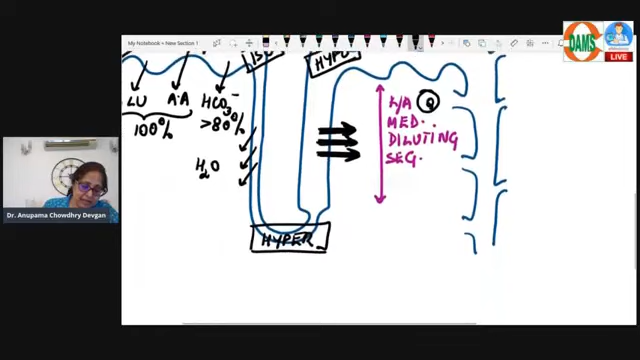 My Notebook » New Section 1
DAMS
LIVE
ISO
HYPO
LU A.A HCO3-
100% >80%
H2O
L/A Q
MED.
DILUTING
SEG.
HYPER
Dr. Anupama Chowdhry Devgan